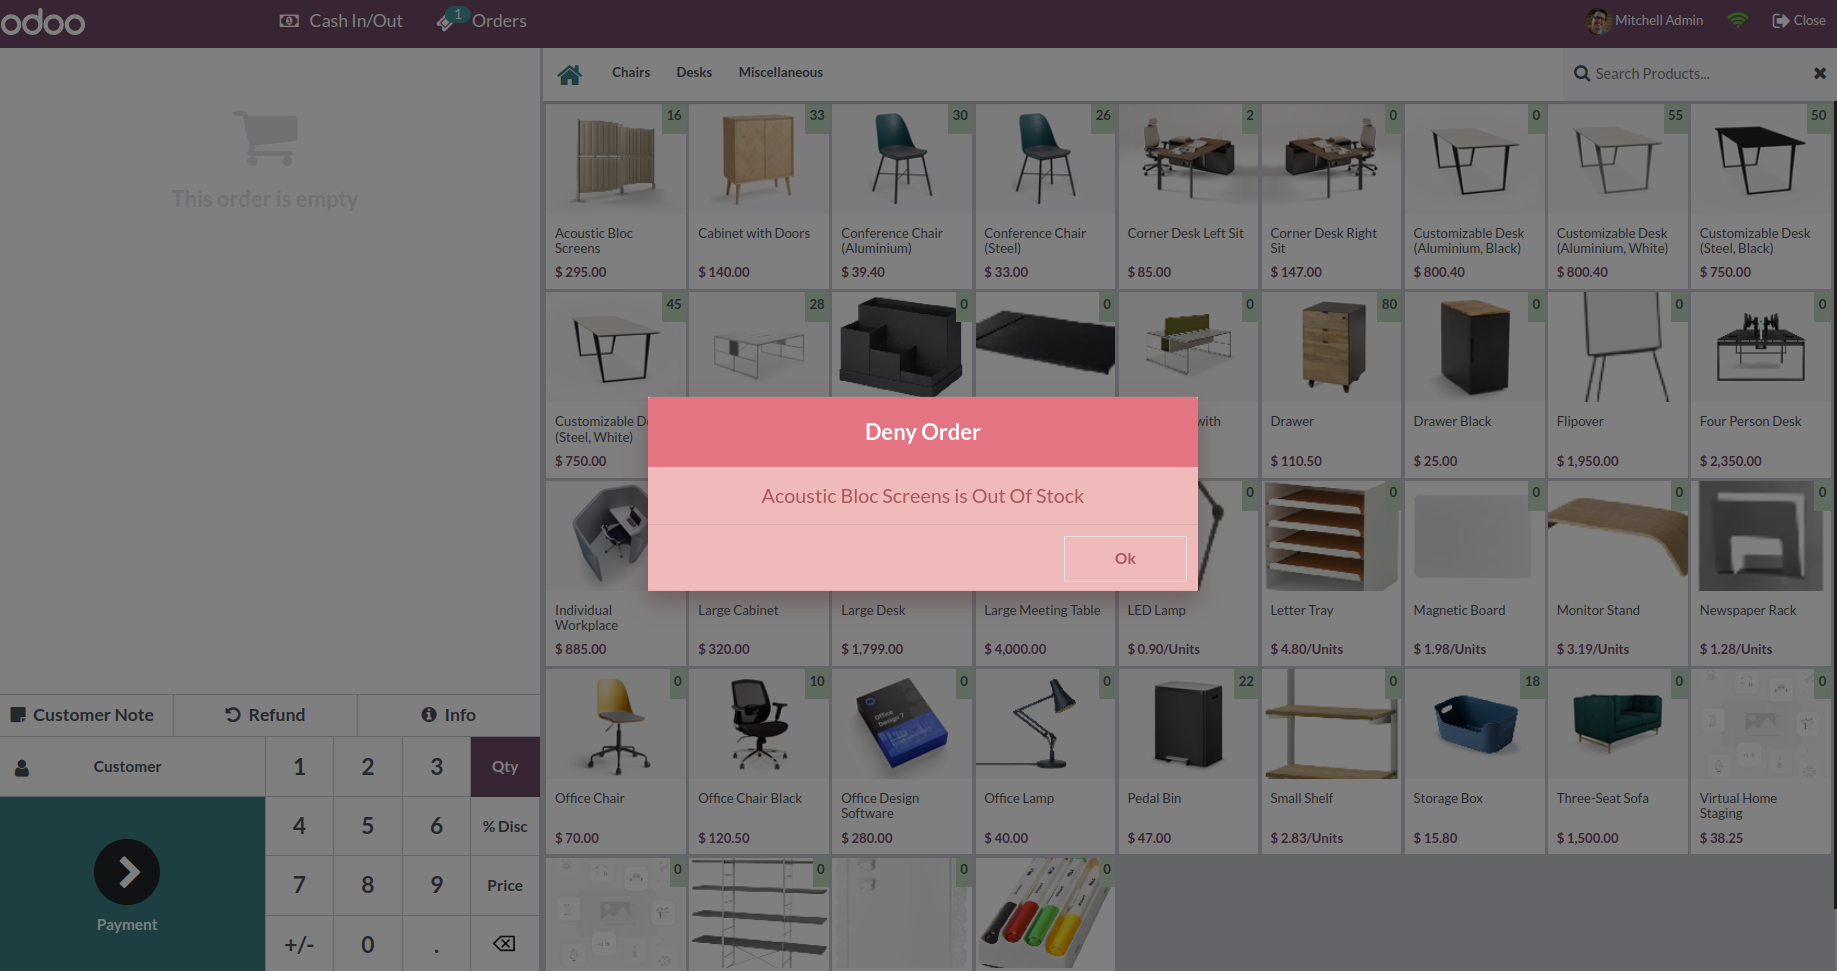 odoo
Cash In/Out
1
Orders
Mitchell Admin
Close
This order is empty
Chairs
Desks
Miscellaneous
Search Products...
16
33
30
26
2
0
0
55
50
Acoustic Bloc
Screens
$ 295.00
Cabinet with Doors
$ 140.00
Conference Chair
(Aluminium)
$ 39.40
Conference Chair
(Steel)
$ 33.00
Corner Desk Left Sit
$ 85.00
Corner Desk Right
Sit
$ 147.00
Customizable Desk
(Aluminium, Black)
$ 800.40
Customizable Desk
(Aluminium, White)
$ 800.40
Customizable Desk
(Steel, Black)
$ 750.00
45
28
0
0
0
80
0
0
0
Customizable De
(Steel, White)
$ 750.00
with
Drawer
$ 110.50
Drawer Black
$ 25.00
Flipover
$ 1,950.00
Four Person Desk
$ 2,350.00
Deny Order
Acoustic Bloc Screens is Out Of Stock
Ok
0
0
0
0
0
Individual
Workplace
$ 885.00
Large Cabinet
$ 320.00
Large Desk
$ 1,799.00
Large Meeting Table
$ 4,000.00
LED Lamp
$ 0.90/Units
Letter Tray
$ 4.80/Units
Magnetic Board
$ 1.98/Units
Monitor Stand
$ 3.19/Units
Newspaper Rack
$ 1.28/Units
0
10
0
0
22
0
18
0
0
Office
Design 7
Office Chair
$ 70.00
Office Chair Black
$ 120.50
Office Design
Software
$ 280.00
Office Lamp
$ 40.00
Pedal Bin
$ 47.00
Small Shelf
$ 2.83/Units
Storage Box
$ 15.80
Three-Seat Sofa
$ 1,500.00
Virtual Home
Staging
$ 38.25
0
0
0
0
Customer Note
Refund
Info
Customer
1
2
3
Qty
4
5
6
% Disc
7
8
9
Price
+/-
0
.
Payment